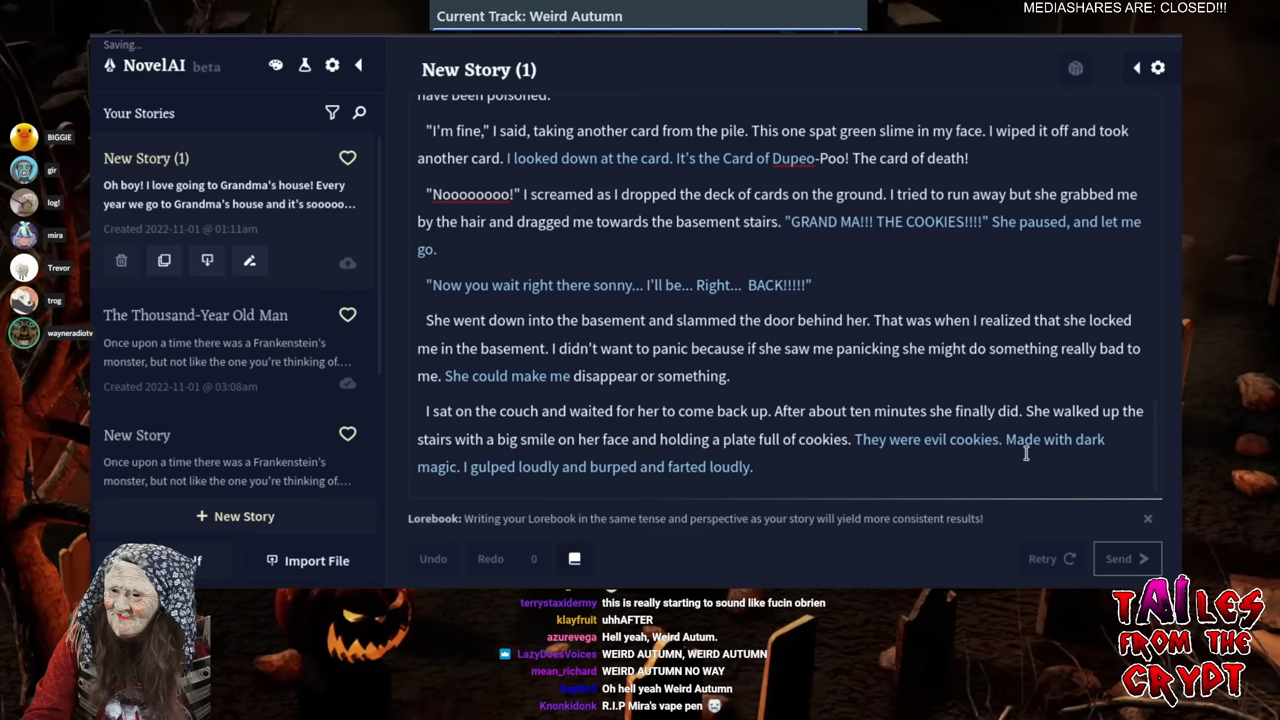 MEDIASHARES ARE: CLOSED!!!
Current Track: Weird Autumn
Saving...
NovelAI beta
Your Stories
New Story (1)
Oh boy! I love going to Grandma's house! Every
year we go to Grandma's house and it's sooooo...
Created 2022-11-01 @ 01:11am
The Thousand-Year Old Man
Once upon a time there was a Frankenstein's
monster, but not like the one you're thinking of....
Created 2022-11-01 @ 03:08am
New Story
Once upon a time there was a Frankenstein's
monster, but not like the one you're thinking of....
+ New Story
Import File
BIGGIE
gir
log!
mira
Trevor
trog
wayneradiotv
New Story (1)
have been poisoned.
"I'm fine," I said, taking another card from the pile. This one spat green slime in my face. I wiped it off and took
another card. I looked down at the card. It's the Card of Dupeo-Poo! The card of death!
"Noooooooo!" I screamed as I dropped the deck of cards on the ground. I tried to run away but she grabbed me
by the hair and dragged me towards the basement stairs. "GRAND MA!!! THE COOKIES!!!!" She paused, and let me
go.
"Now you wait right there sonny... I'll be... Right... BACK!!!!!"
She went down into the basement and slammed the door behind her. That was when I realized that she locked
me in the basement. I didn't want to panic because if she saw me panicking she might do something really bad to
me. She could make me disappear or something.
I sat on the couch and waited for her to come back up. After about ten minutes she finally did. She walked up the
stairs with a big smile on her face and holding a plate full of cookies. They were evil cookies. Made with dark
magic. I gulped loudly and burped and farted loudly.
Lorebook: Writing your Lorebook in the same tense and perspective as your story will yield more consistent results!
Undo
Redo
0
Retry
Send
terrystaxidermy this is really starting to sound like fucin obrien
klayfruit uhhAFTER
azurevega Hell yeah, Weird Autum.
LazyDoesVoices WEIRD AUTUMN, WEIRD AUTUMN
mean_richard WEIRD AUTUMN NO WAY
Oh hell yeah Weird Autumn
Knonkidonk R.I.P Mira's vape pen
TAILES
FROM THE
CRYPT